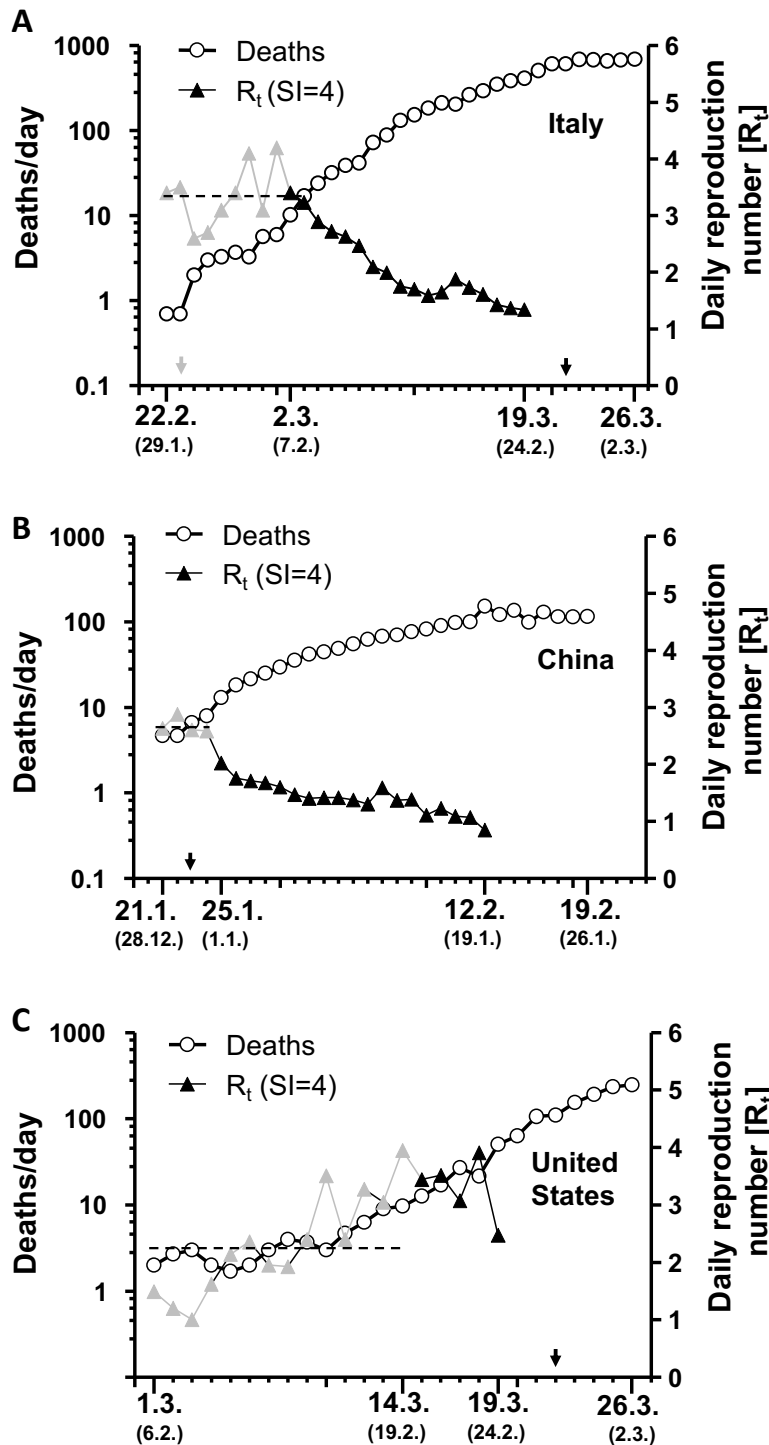 A
1000
100
10
1
0.1
Deaths/day
Deaths
Rt (SI=4)
Italy
6
5
4
3
2
1
0
Daily reproduction
number [Rt]
22.2. 2.3. 19.3. 26.3.
(29.1.) (7.2.) (24.2.) (2.3.)
B
1000
100
10
1
0.1
Deaths/day
Deaths
Rt (SI=4)
China
6
5
4
3
2
1
0
Daily reproduction
number [Rt]
21.1. 25.1. 12.2. 19.2.
(28.12.) (1.1.) (19.1.) (26.1.)
C
1000
100
10
1
Deaths/day
Deaths
Rt (SI=4)
United
States
6
5
4
3
2
1
0
Daily reproduction
number [Rt]
1.3. 14.3. 19.3. 26.3.
(6.2.) (19.2.) (24.2.) (2.3.)